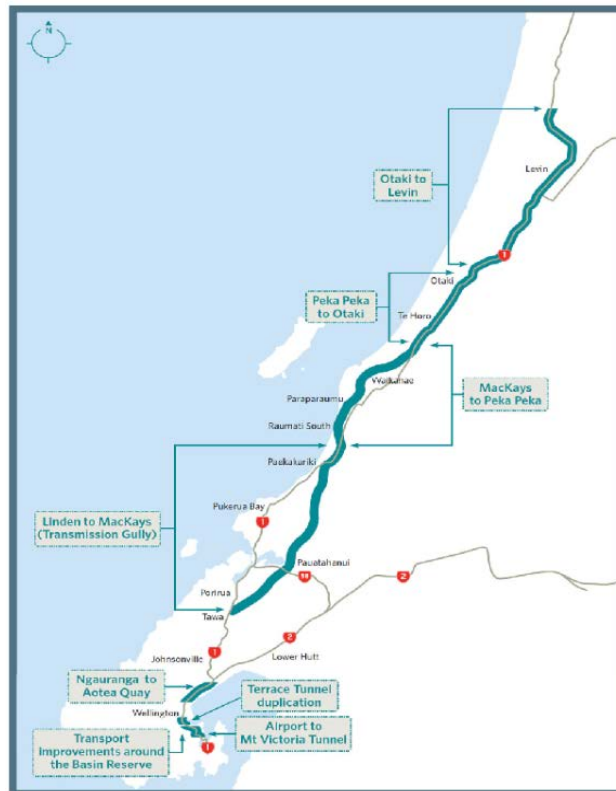 N
Levin
Otaki to
Levin
1
Otaki
Peka Peka
to Otaki
Te Horo
Waikanae
MacKays
to Peka Peka
Paraparaumu
Raumati South
Paekakariki
Pukerua Bay
1
Linden to MacKays
(Transmission Gully)
Pauatahanui
58
2
Porirua
Tawa
2
1
Johnsonville
Lower Hutt
Ngauranga to
Aotea Quay
Terrace Tunnel
duplication
Wellington
Transport
improvements around
the Basin Reserve
Airport to
Mt Victoria Tunnel
1